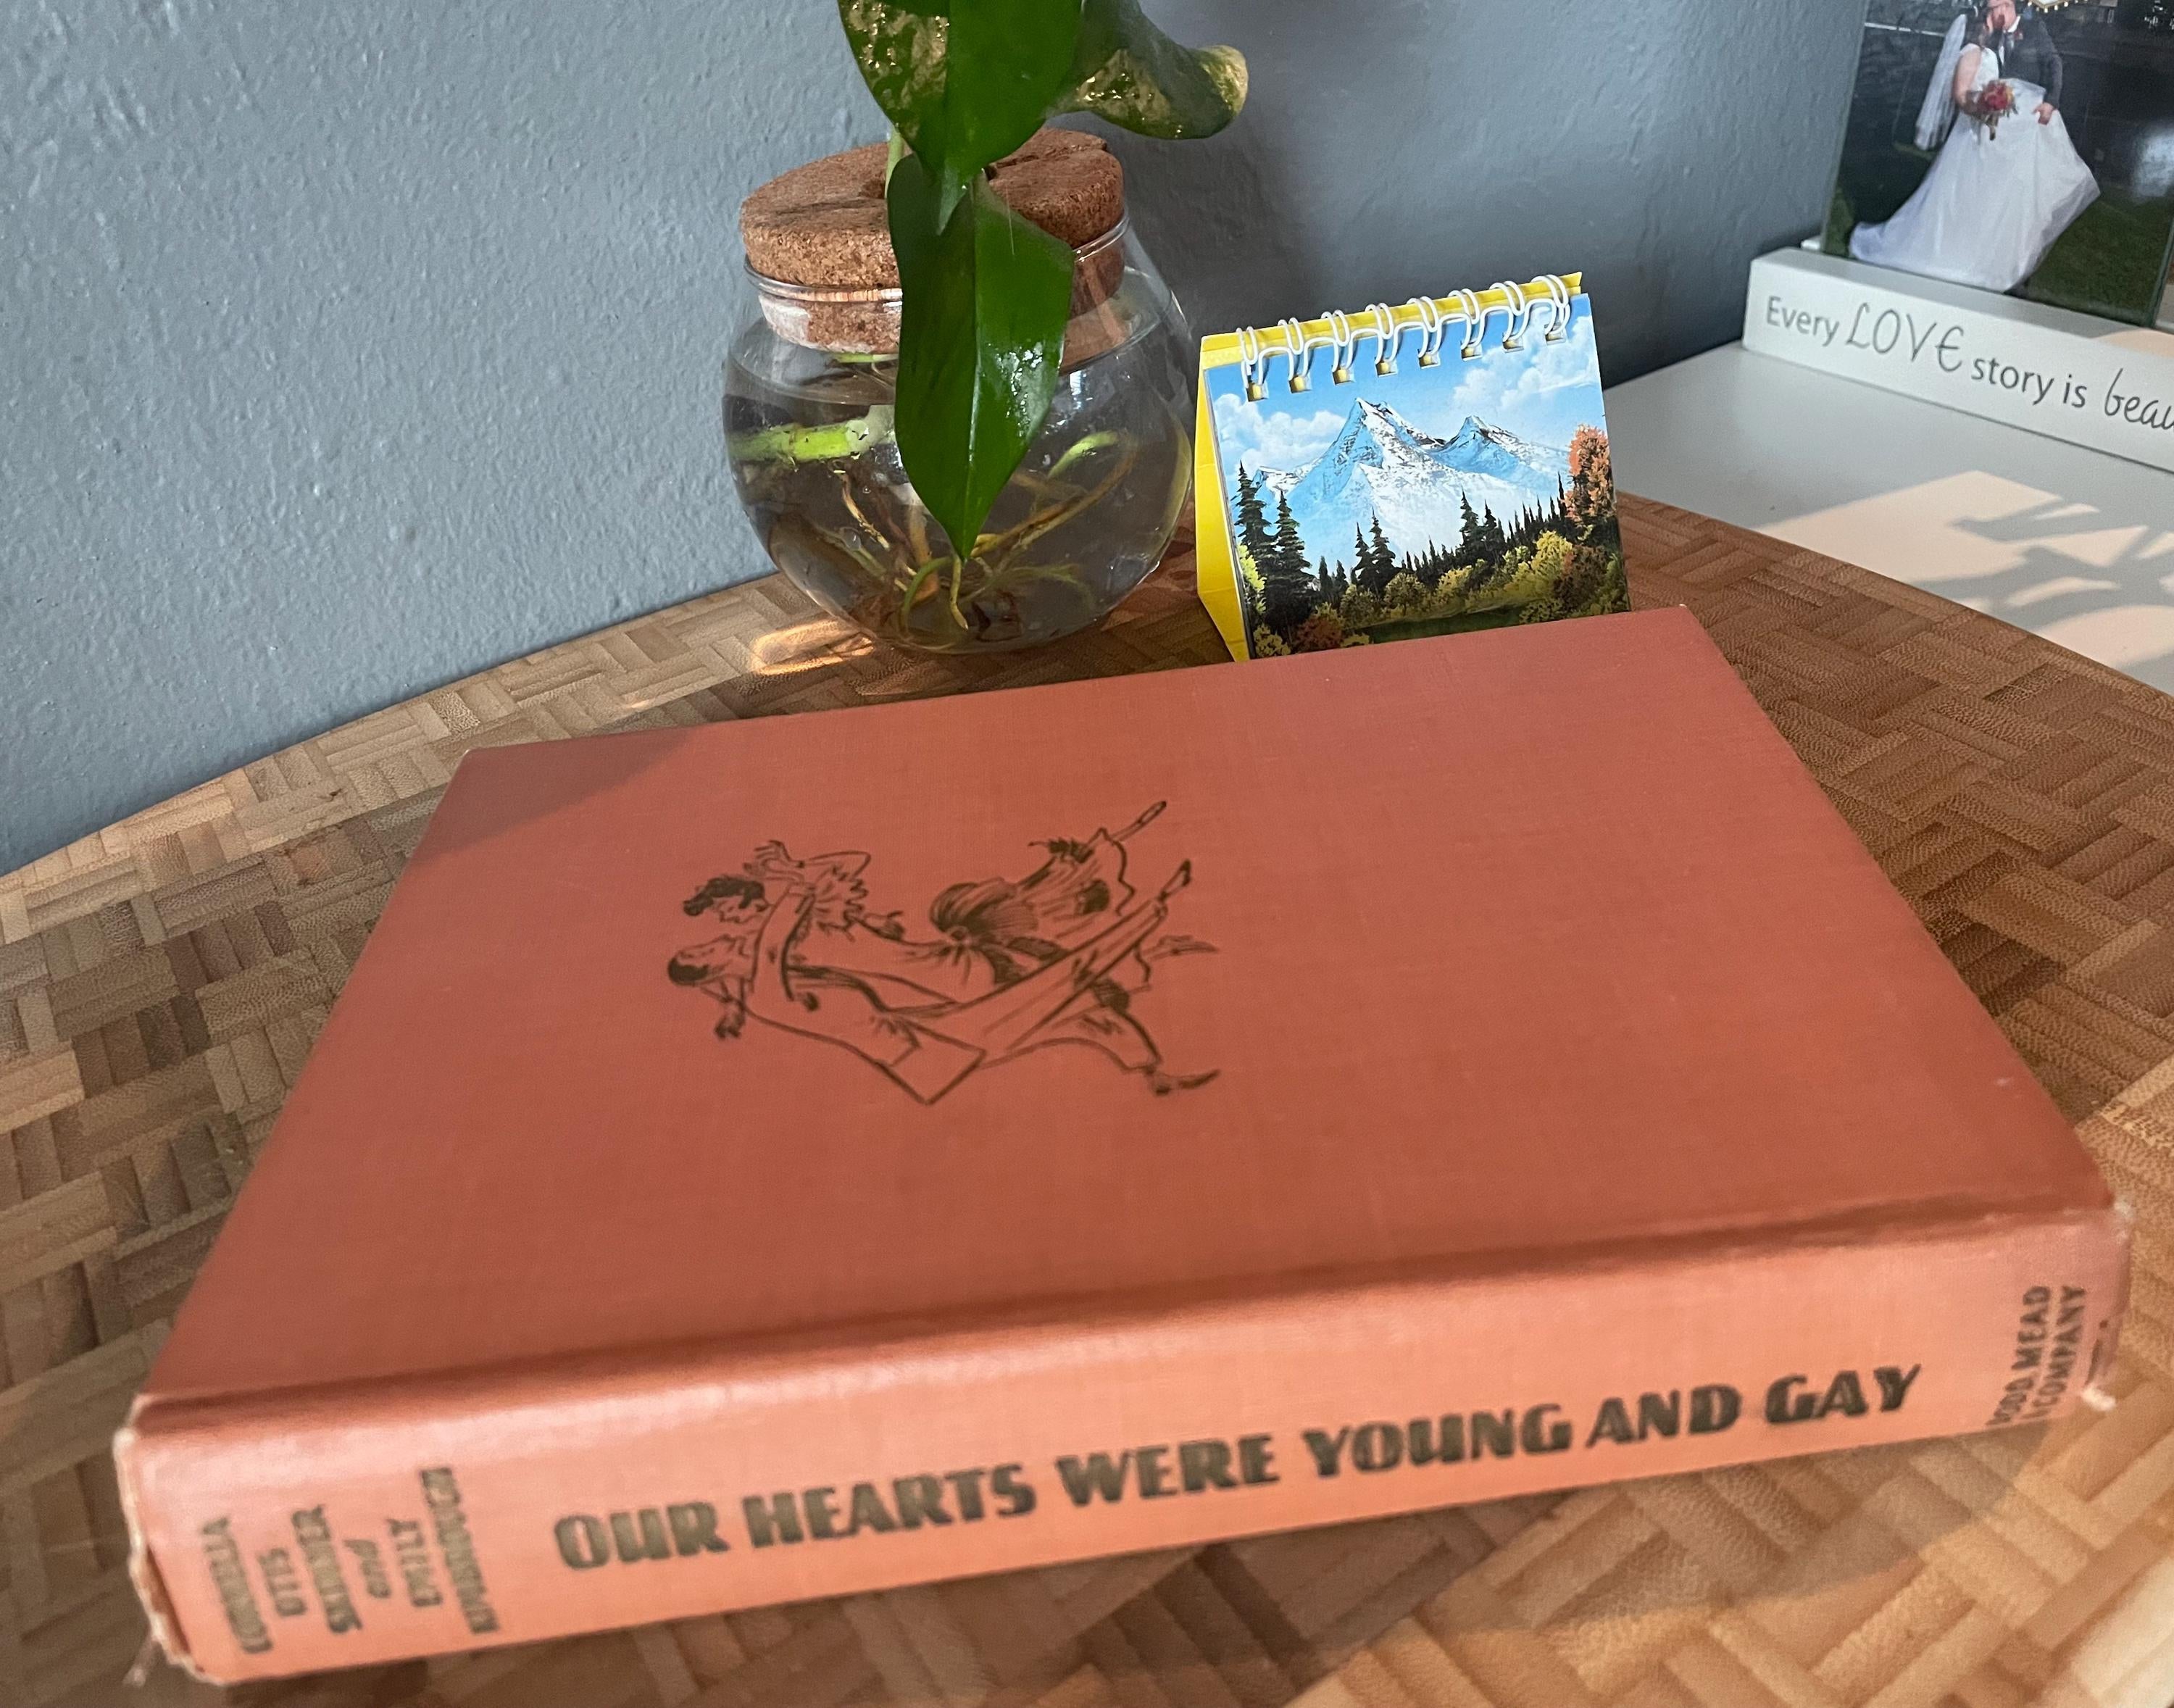 Every LOVE story is
CORNELIA
OTIS
SKINNER
and
EMILY
KIMBROUGH
OUR HEARTS WERE YOUNG AND GAY
DODD, MEAD
COMPANY